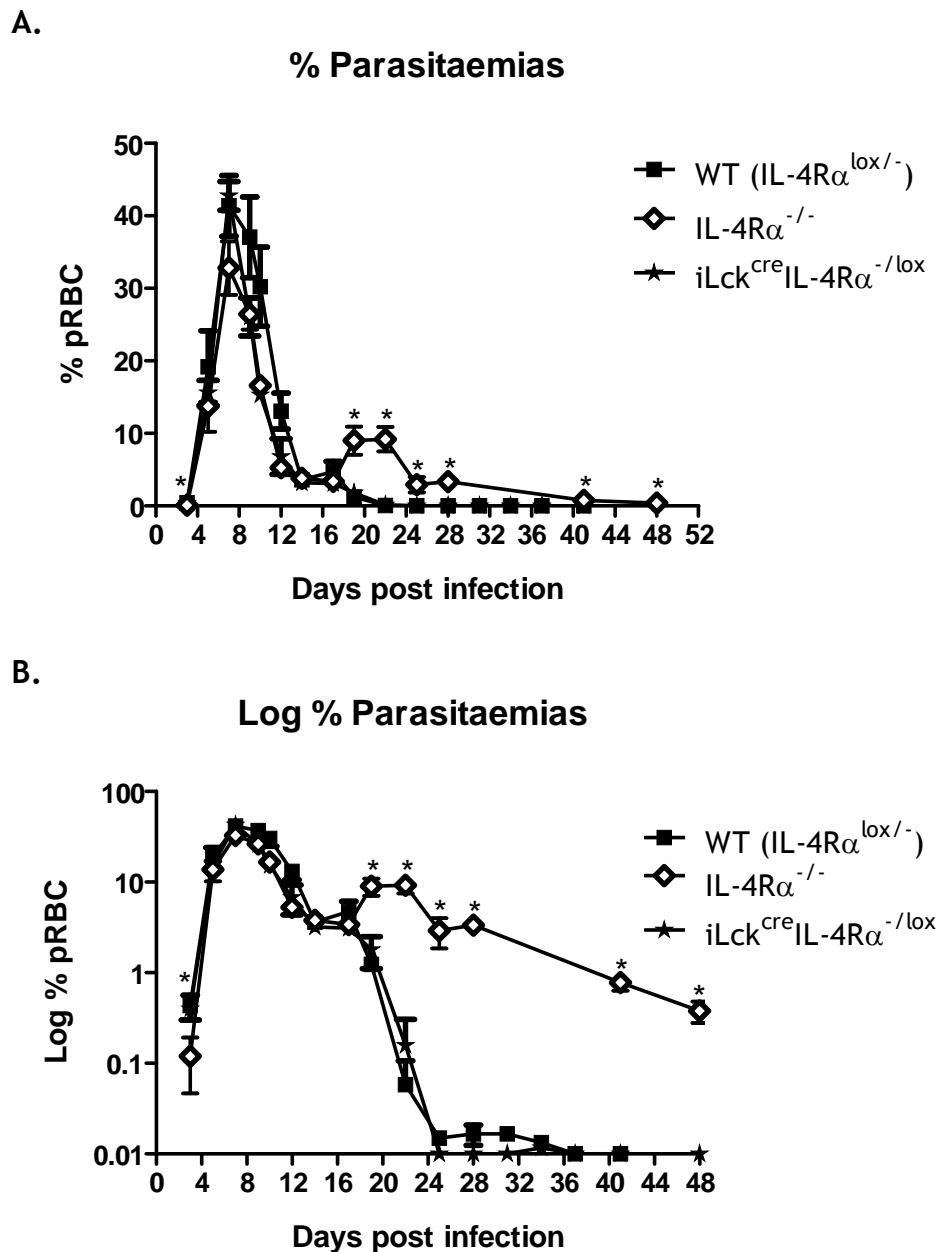 A.
% Parasitaemias
50
40
30
20
10
0
% pRBC
0 4 8 12 16 20 24 28 32 36 40 44 48 52
Days post infection
WT (IL-4Rα^lox/-)
IL-4Rα^-/-
iLck^cre IL-4Rα^-/lox
* * * * * * *
B.
Log % Parasitaemias
100
10
1
0.1
0.01
Log % pRBC
0 4 8 12 16 20 24 28 32 36 40 44 48
Days post infection
WT (IL-4Rα^lox/-)
IL-4Rα^-/-
iLck^cre IL-4Rα^-/lox
* * * * * * *